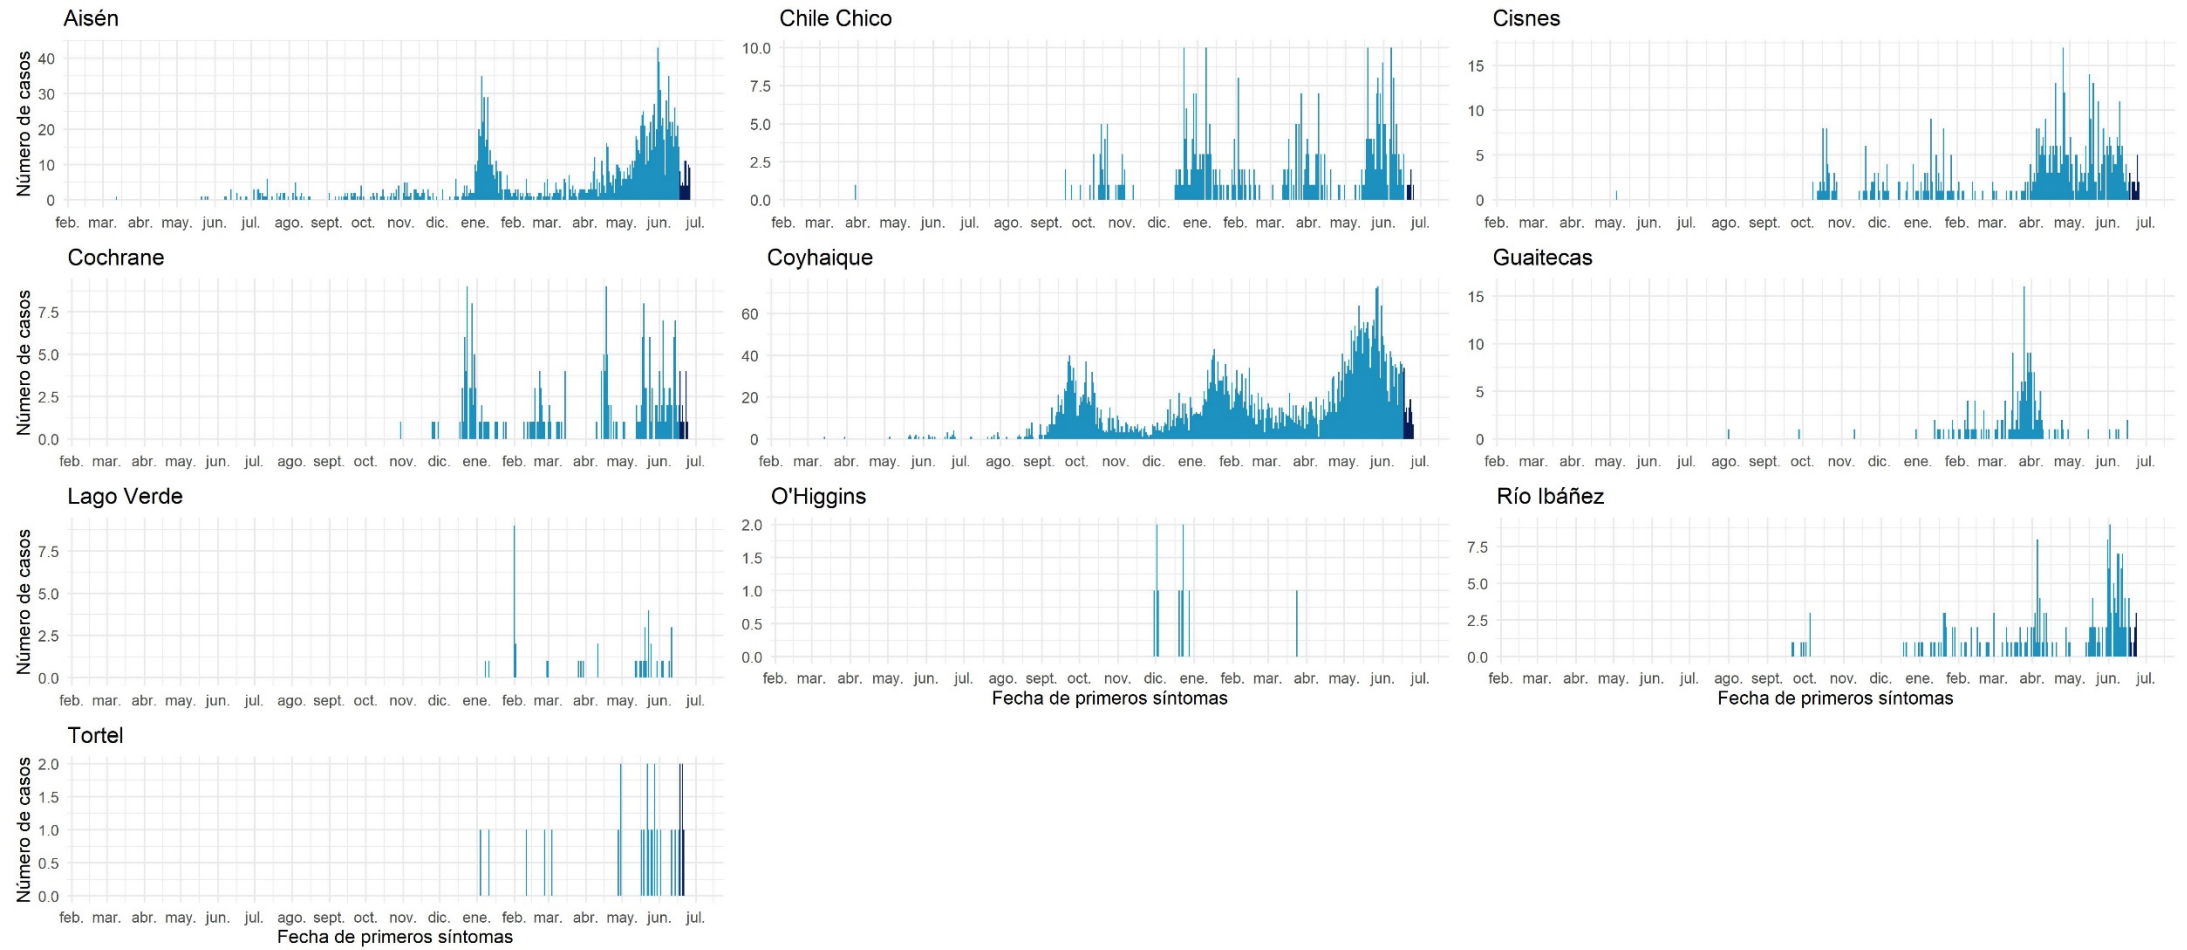 Aisén
Número de casos
40
30
20
10
0
feb. mar. abr. may. jun. jul. ago. sept. oct. nov. dic. ene. feb. mar. abr. may. jun. jul.
Chile Chico
10.0
7.5
5.0
2.5
0.0
feb. mar. abr. may. jun. jul. ago. sept. oct. nov. dic. ene. feb. mar. abr. may. jun. jul.
Cisnes
15
10
5
0
feb. mar. abr. may. jun. jul. ago. sept. oct. nov. dic. ene. feb. mar. abr. may. jun. jul.
Cochrane
Número de casos
7.5
5.0
2.5
0.0
feb. mar. abr. may. jun. jul. ago. sept. oct. nov. dic. ene. feb. mar. abr. may. jun. jul.
Coyhaique
60
40
20
0
feb. mar. abr. may. jun. jul. ago. sept. oct. nov. dic. ene. feb. mar. abr. may. jun. jul.
Guaitecas
15
10
5
0
feb. mar. abr. may. jun. jul. ago. sept. oct. nov. dic. ene. feb. mar. abr. may. jun. jul.
Lago Verde
Número de casos
7.5
5.0
2.5
0.0
feb. mar. abr. may. jun. jul. ago. sept. oct. nov. dic. ene. feb. mar. abr. may. jun. jul.
O'Higgins
2.0
1.5
1.0
0.5
0.0
feb. mar. abr. may. jun. jul. ago. sept. oct. nov. dic. ene. feb. mar. abr. may. jun. jul.
Fecha de primeros síntomas
Río Ibáñez
7.5
5.0
2.5
0.0
feb. mar. abr. may. jun. jul. ago. sept. oct. nov. dic. ene. feb. mar. abr. may. jun. jul.
Fecha de primeros síntomas
Tortel
Número de casos
2.0
1.5
1.0
0.5
0.0
feb. mar. abr. may. jun. jul. ago. sept. oct. nov. dic. ene. feb. mar. abr. may. jun. jul.
Fecha de primeros síntomas